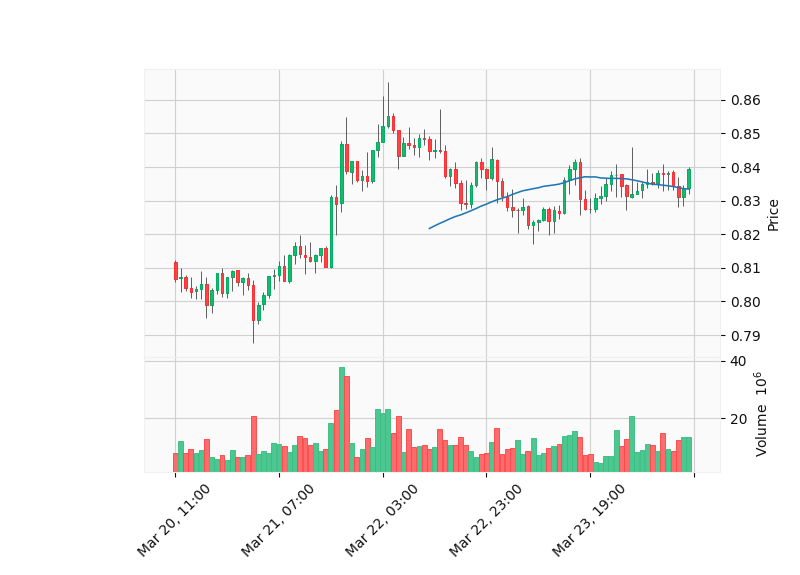 0.86
0.85
0.84
0.83
0.82
0.81
0.80
0.79
Price
40
20
Volume 10⁶
Mar 20, 11:00
Mar 21, 07:00
Mar 22, 03:00
Mar 22, 23:00
Mar 23, 19:00